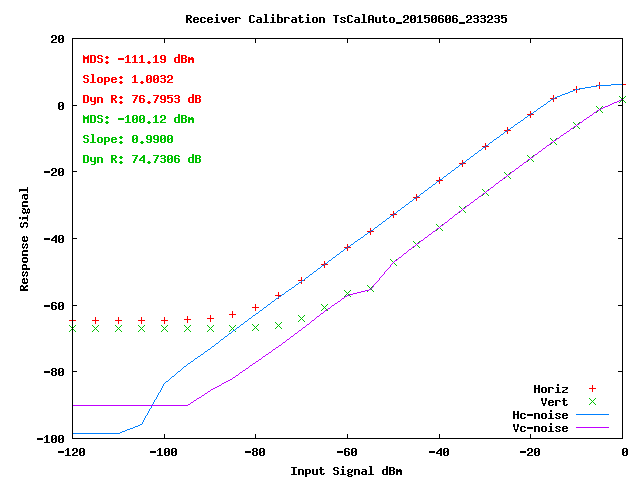 Receiver Calibration TsCalAuto_20150606_233235
20
0
-20
-40
-60
-80
-100
Response Signal
MDS: -111.19 dBm
Slope: 1.0032
Dyn R: 76.7953 dB
MDS: -100.12 dBm
Slope: 0.9900
Dyn R: 74.7306 dB
Horiz
Vert
Hc-noise
Vc-noise
-120 -100 -80 -60 -40 -20 0
Input Signal dBm